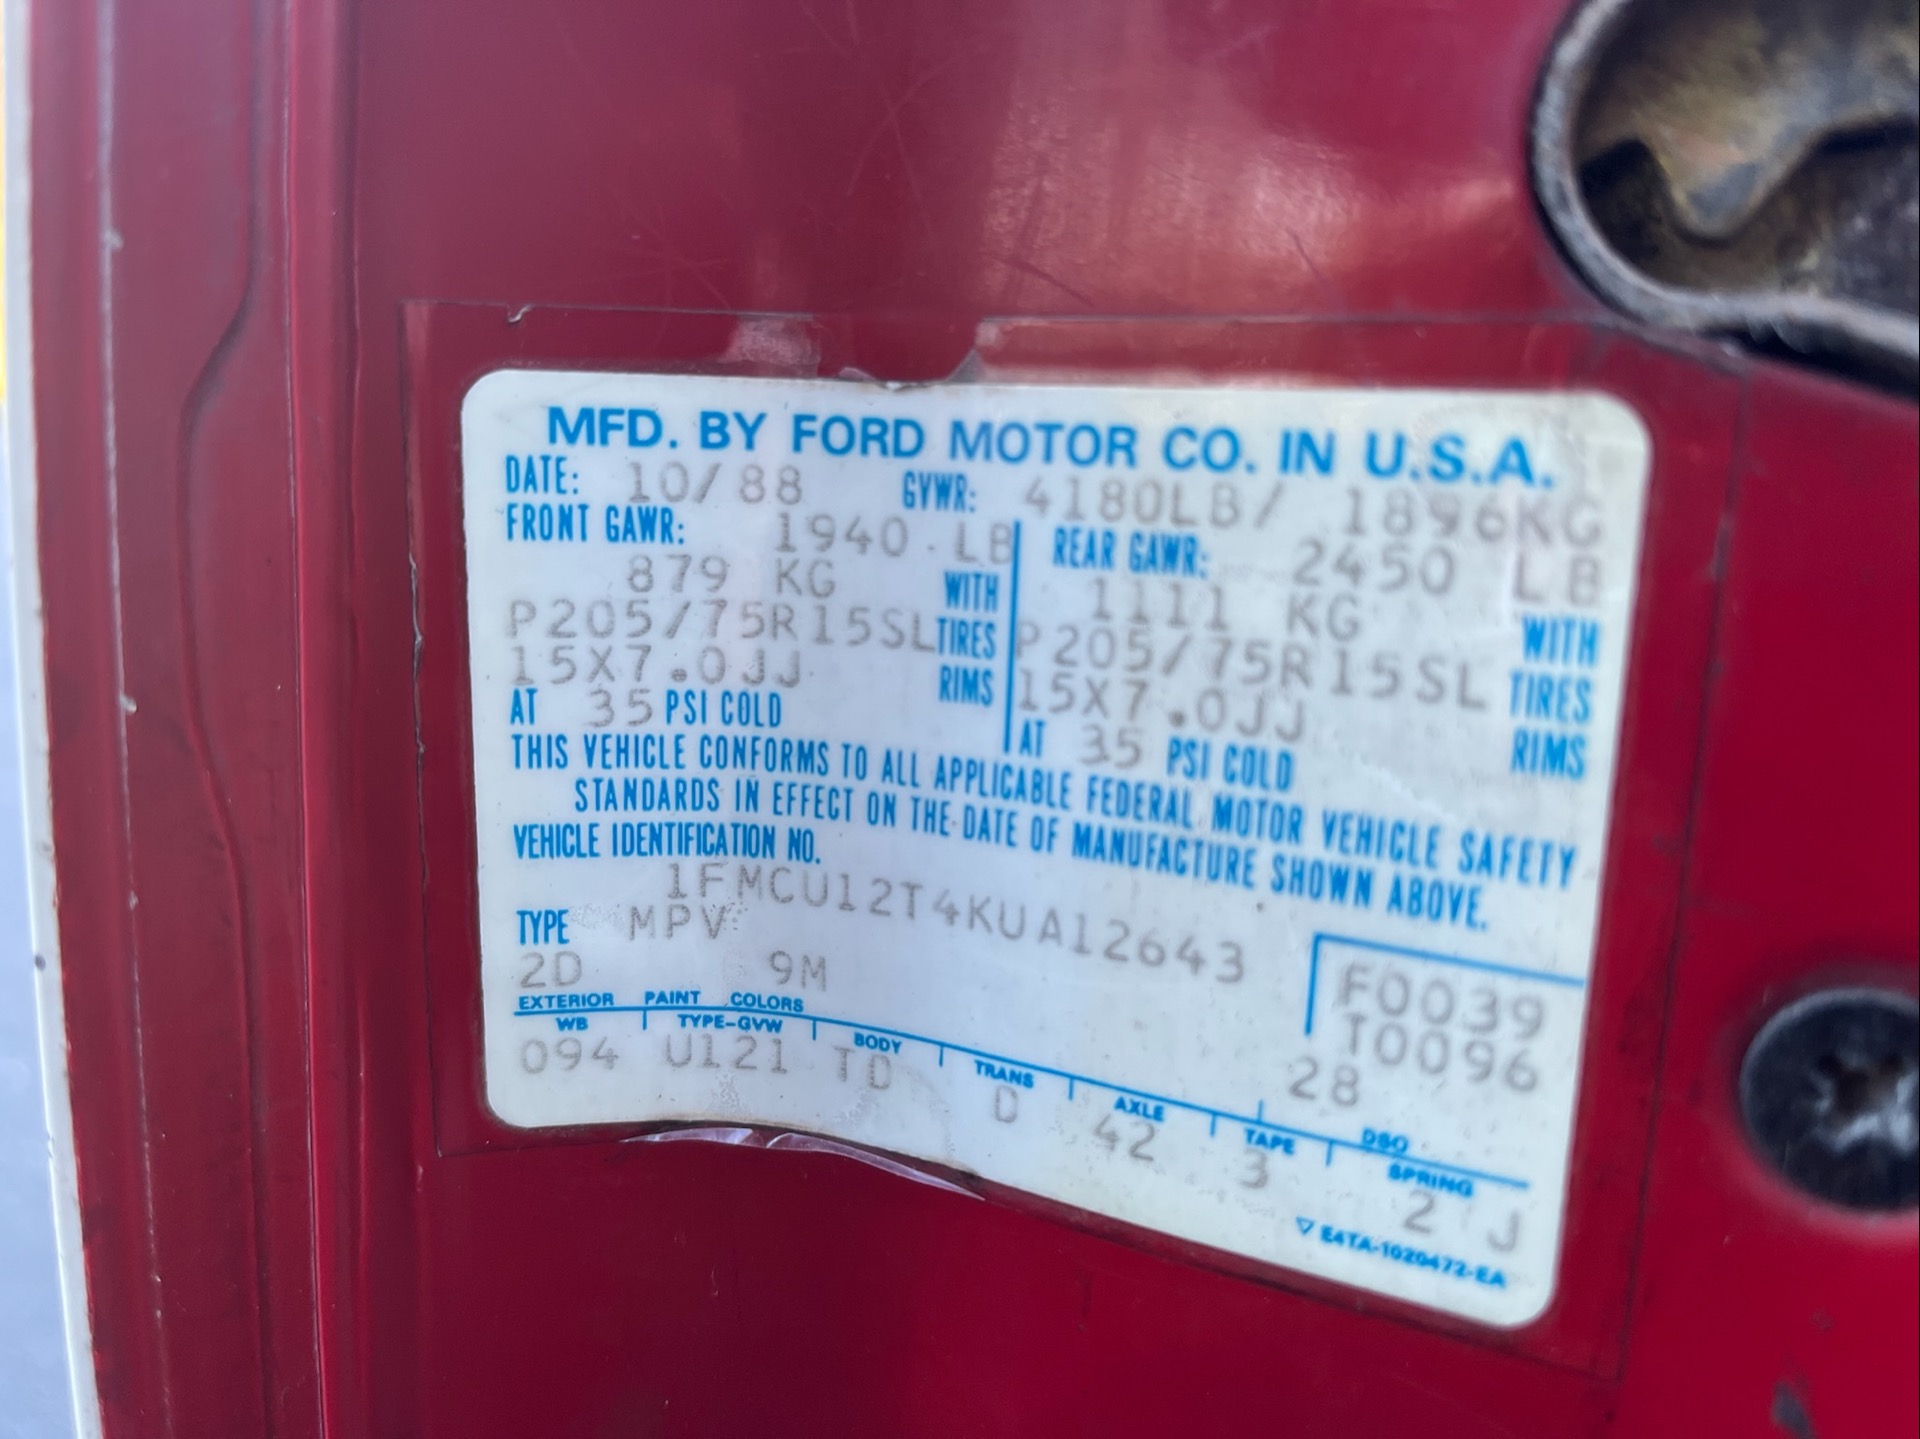 MFD. BY FORD MOTOR CO. IN U.S.A.
DATE: 10/88 GVWR: 4180LB/ 1896KG
FRONT GAWR: 1940 LB REAR GAWR: 2450 LB
879 KG WITH 1111 KG WITH
P205/75R15SL TIRES P205/75R15SL TIRES
15X7.0JJ RIMS 15X7.0JJ RIMS
AT 35 PSI COLD AT 35 PSI COLD
THIS VEHICLE CONFORMS TO ALL APPLICABLE FEDERAL MOTOR VEHICLE SAFETY
STANDARDS IN EFFECT ON THE DATE OF MANUFACTURE SHOWN ABOVE.
VEHICLE IDENTIFICATION NO.
1FMCU12T4KUA12643
TYPE MPV
F0039
2D 9M
T0096
EXTERIOR PAINT COLORS 28 DSO
WB TYPE-GVW BODY TRANS AXLE TAPE SPRING
094 U121 TD D 42 3 2 J
▽ E4TA-1020472-EA